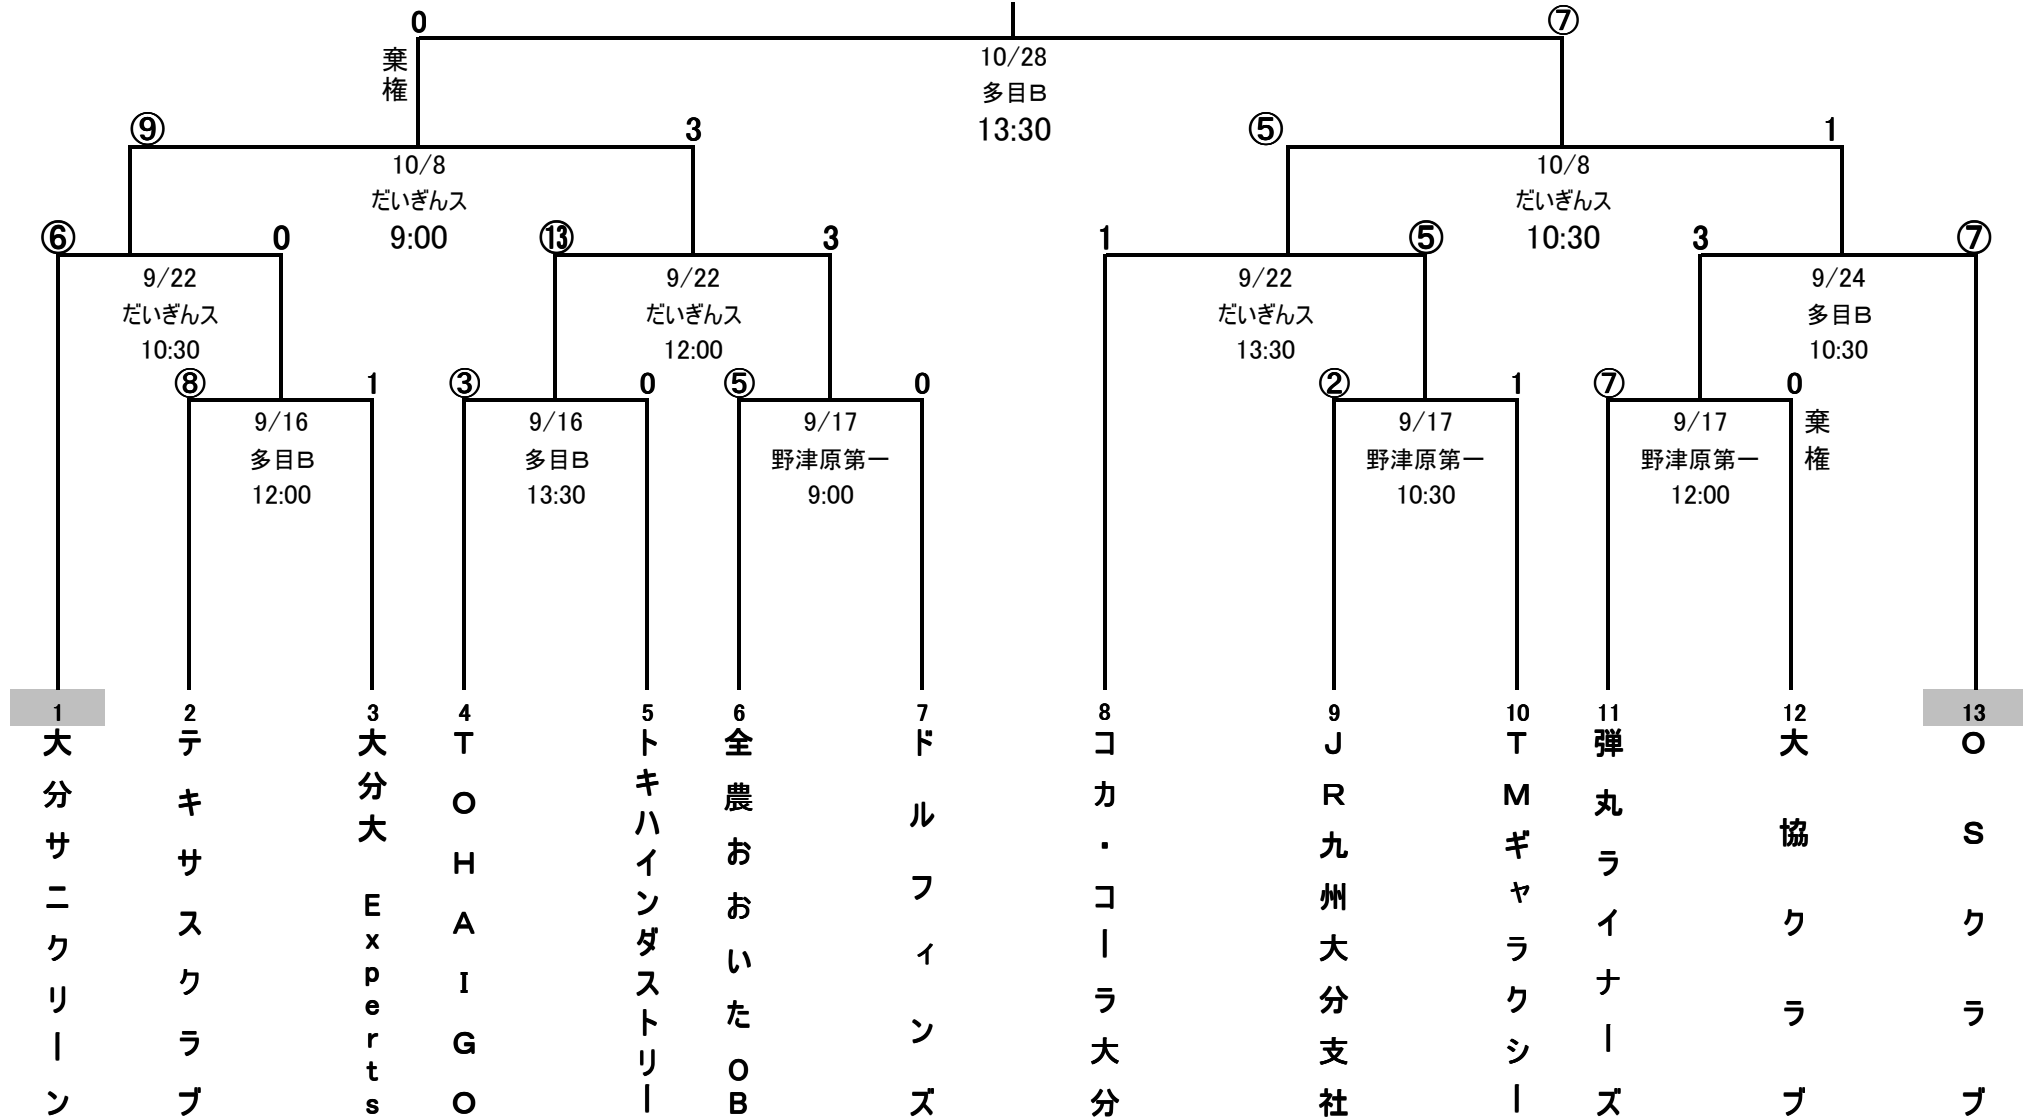 0
⑦
棄権
10/28
多目B
13:30
⑨
3
⑤
1
10/8
だいぎんス
9:00
10/8
だいぎんス
10:30
⑥
0
⑬
3
1
⑤
3
⑦
9/22
だいぎんス
10:30
9/22
だいぎんス
12:00
9/22
だいぎんス
13:30
9/24
多目B
10:30
⑧
1
③
0
⑤
0
②
1
⑦
0
棄権
9/16
多目B
12:00
9/16
多目B
13:30
9/17
野津原第一
9:00
9/17
野津原第一
10:30
9/17
野津原第一
12:00
1
大分サニクリーン
2
テキサスクラブ
3
大分大 Experts
4
TOHAIGO
5
トキハインダストリー
6
全農おおいたOB
7
ドルフィンズ
8
コカ・コーラ大分
9
JR九州大分支社
10
TMギャラクシー
11
弾丸ライナーズ
12
大協クラブ
13
OSクラブ